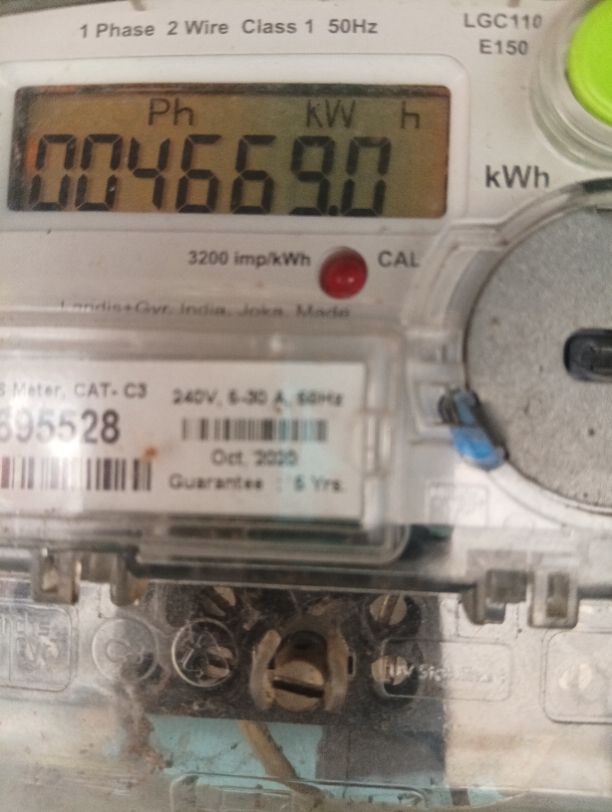 1 Phase 2 Wire Class 1 50Hz
LGC110
E150
Ph kW h
004669.0
kWh
3200 imp/kWh CAL
Landis+Gyr, India, Joka, Made
Meter, CAT- C3
695528
240V, 5-30 A, 50Hz
Oct. 2020
Guarantee : 5 Yrs.